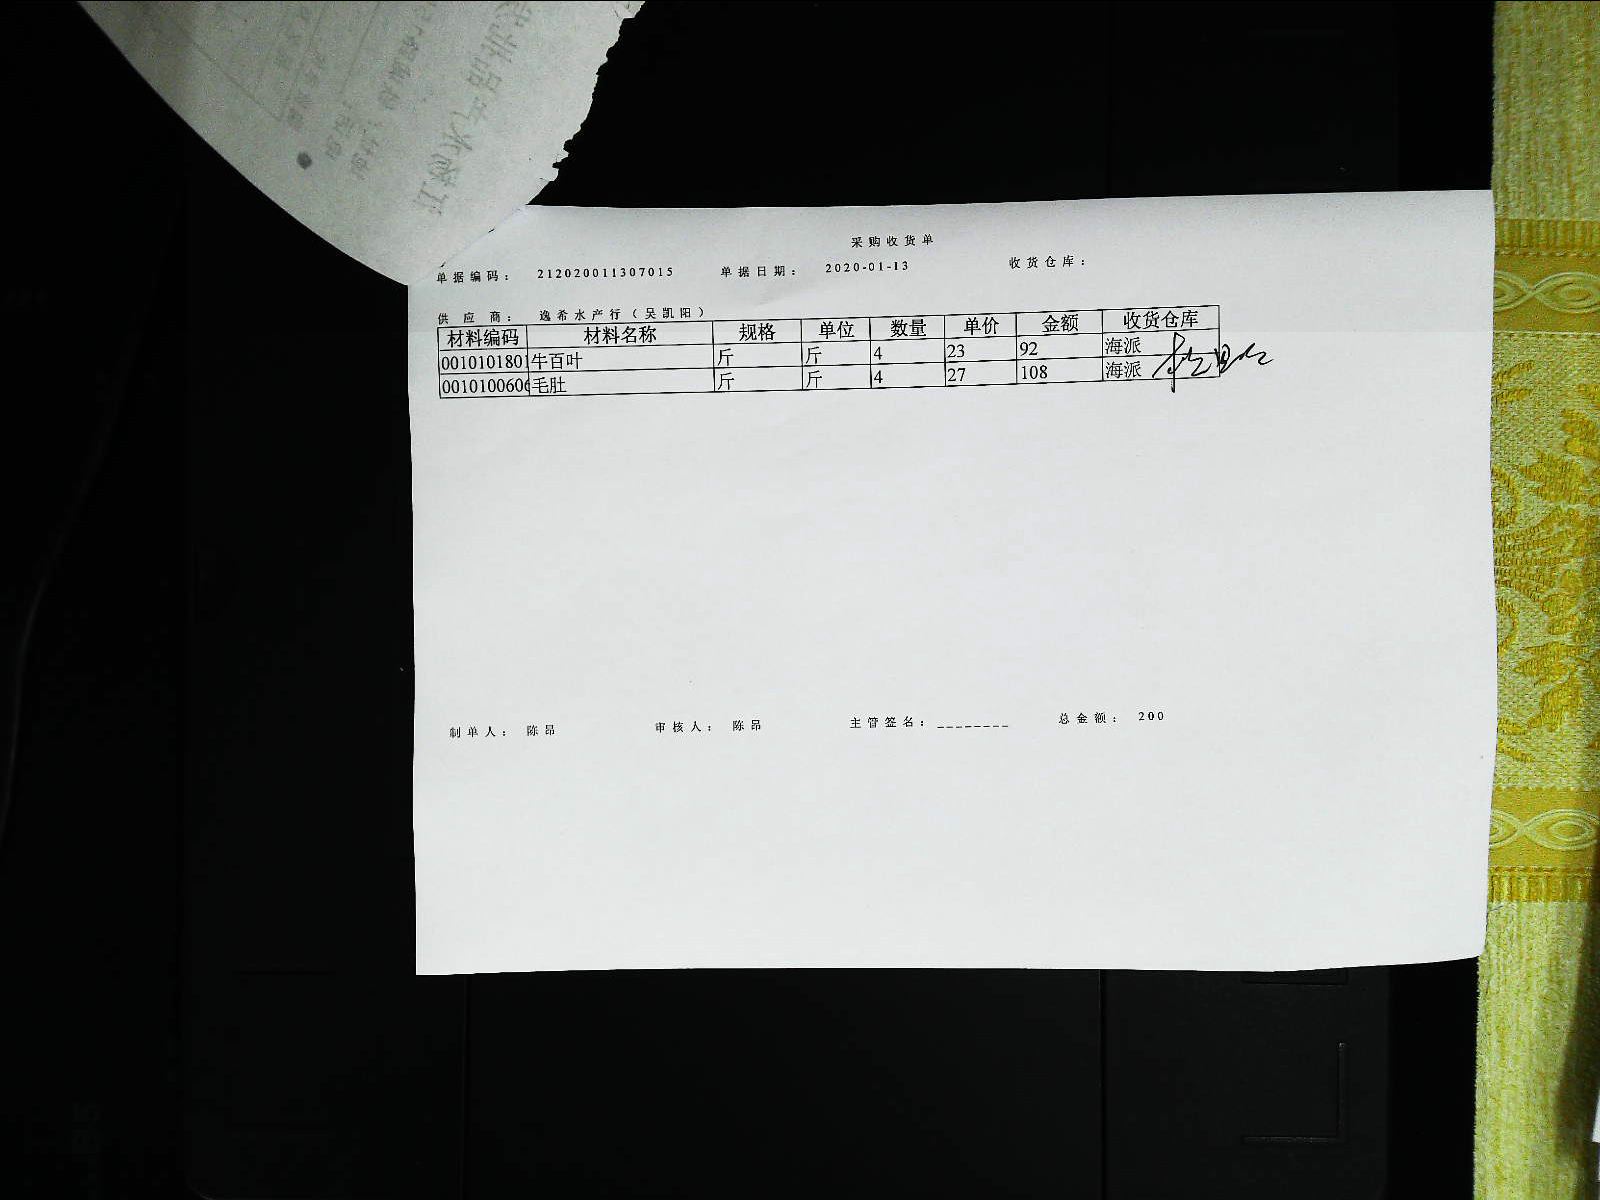 采购收货单
单据编码： 212020011307015 单据日期： 2020-01-13 收货仓库：
供应商： 逸希水产行（吴凯阳）
材料编码 材料名称 规格 单位 数量 单价 金额 收货仓库
001010180 牛百叶 斤 斤 4 23 92 海派
001010060 毛肚 斤 斤 4 27 108 海派
制单人： 陈昂 审核人： 陈昂 主管签名：________ 总金额： 200